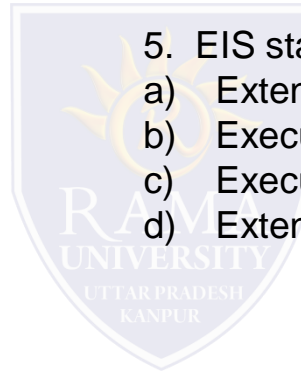 5. EIS sta
a) Exter
b) Execu
c) Execu
d) Exter
RAMA
UNIVERSITY
UTTAR PRADESH
KANPUR